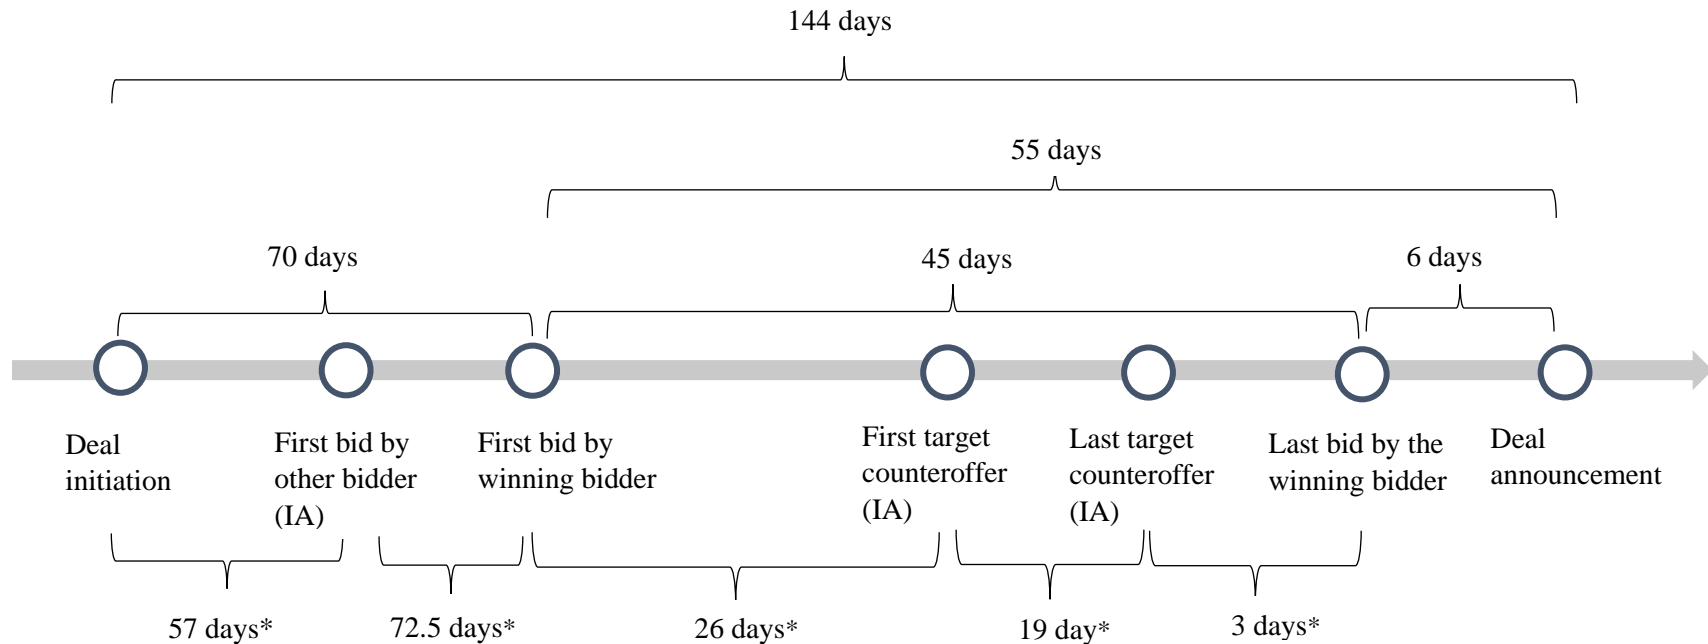 144 days
55 days
70 days
45 days
6 days
Deal
initiation
First bid by
other bidder
(IA)
First bid by
winning bidder
First target
counteroffer
(IA)
Last target
counteroffer
(IA)
Last bid by the
winning bidder
Deal
announcement
57 days*
72.5 days*
26 days*
19 day*
3 days*